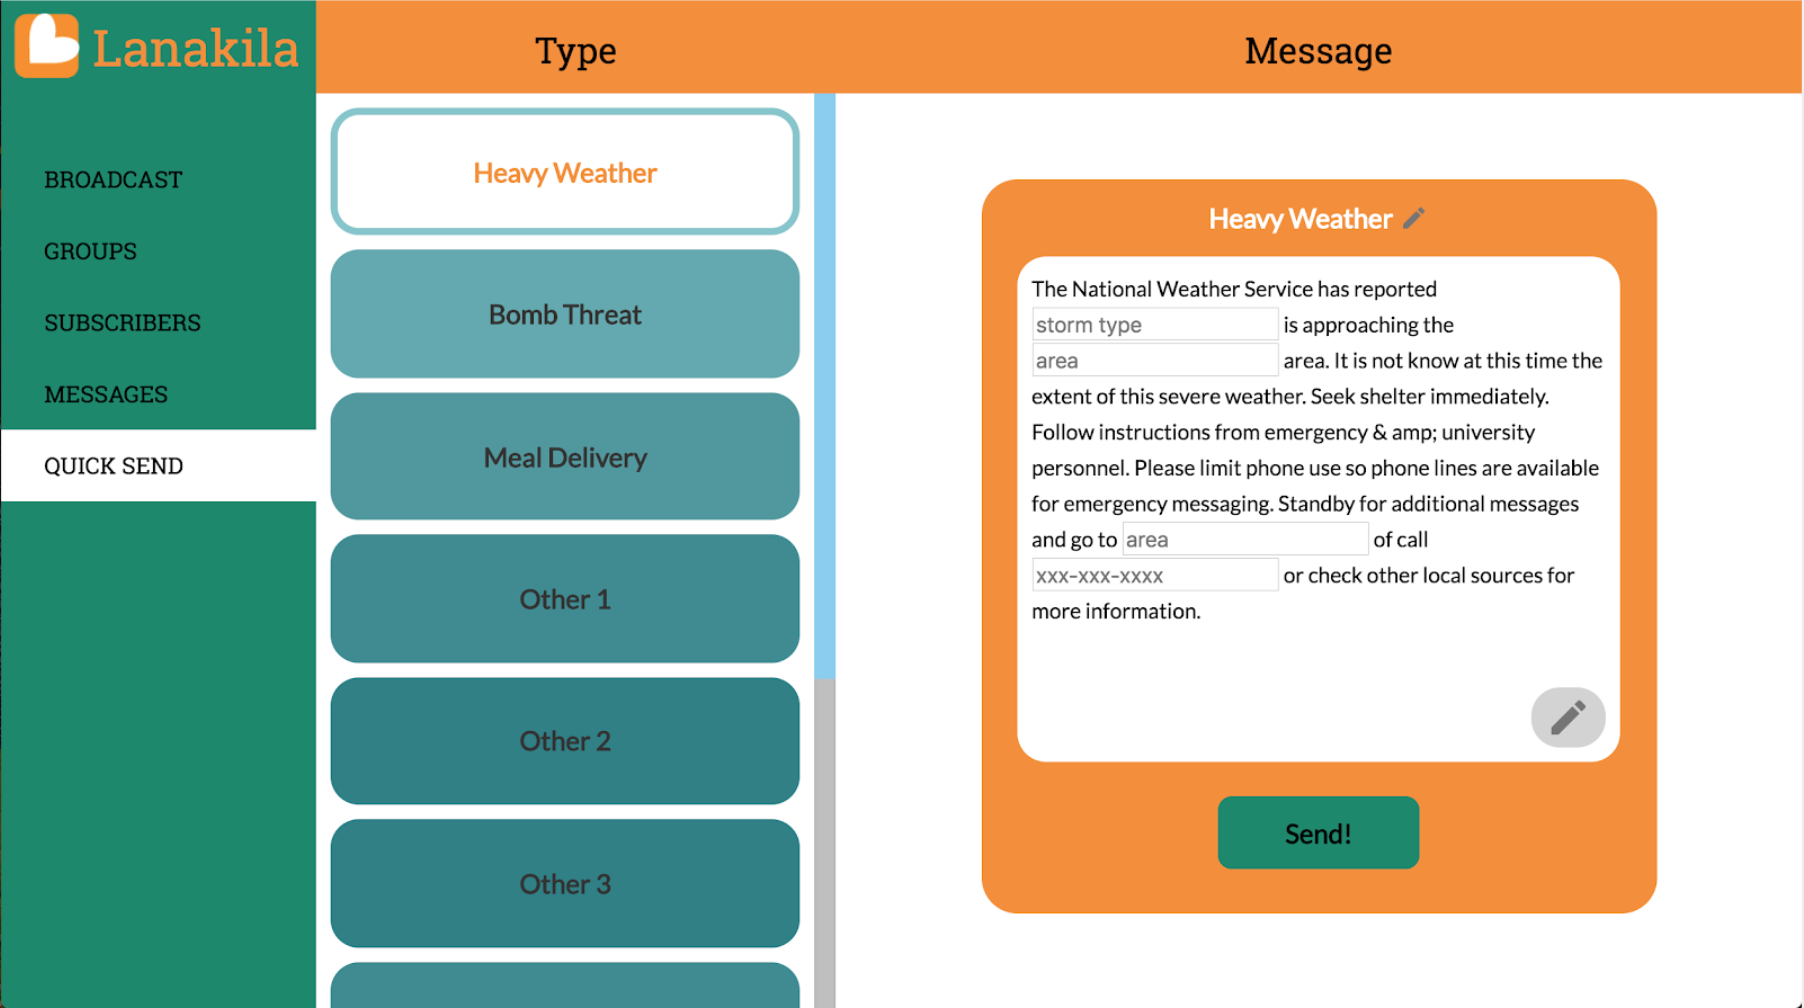 Lanakila
Type
Message
BROADCAST
GROUPS
SUBSCRIBERS
MESSAGES
QUICK SEND
Heavy Weather
Bomb Threat
Meal Delivery
Other 1
Other 2
Other 3
Heavy Weather
The National Weather Service has reported
storm type is approaching the
area area. It is not know at this time the
extent of this severe weather. Seek shelter immediately.
Follow instructions from emergency & amp; university
personnel. Please limit phone use so phone lines are available
for emergency messaging. Standby for additional messages
and go to area of call
xxx-xxx-xxxx or check other local sources for
more information.
Send!